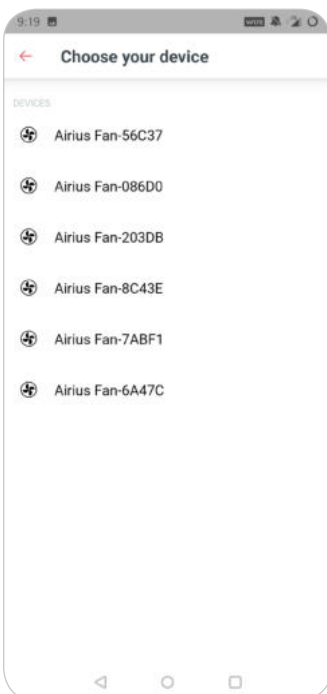 9:19
Choose your device
DEVICES
Airius Fan-56C37
Airius Fan-086D0
Airius Fan-203DB
Airius Fan-8C43E
Airius Fan-7ABF1
Airius Fan-6A47C